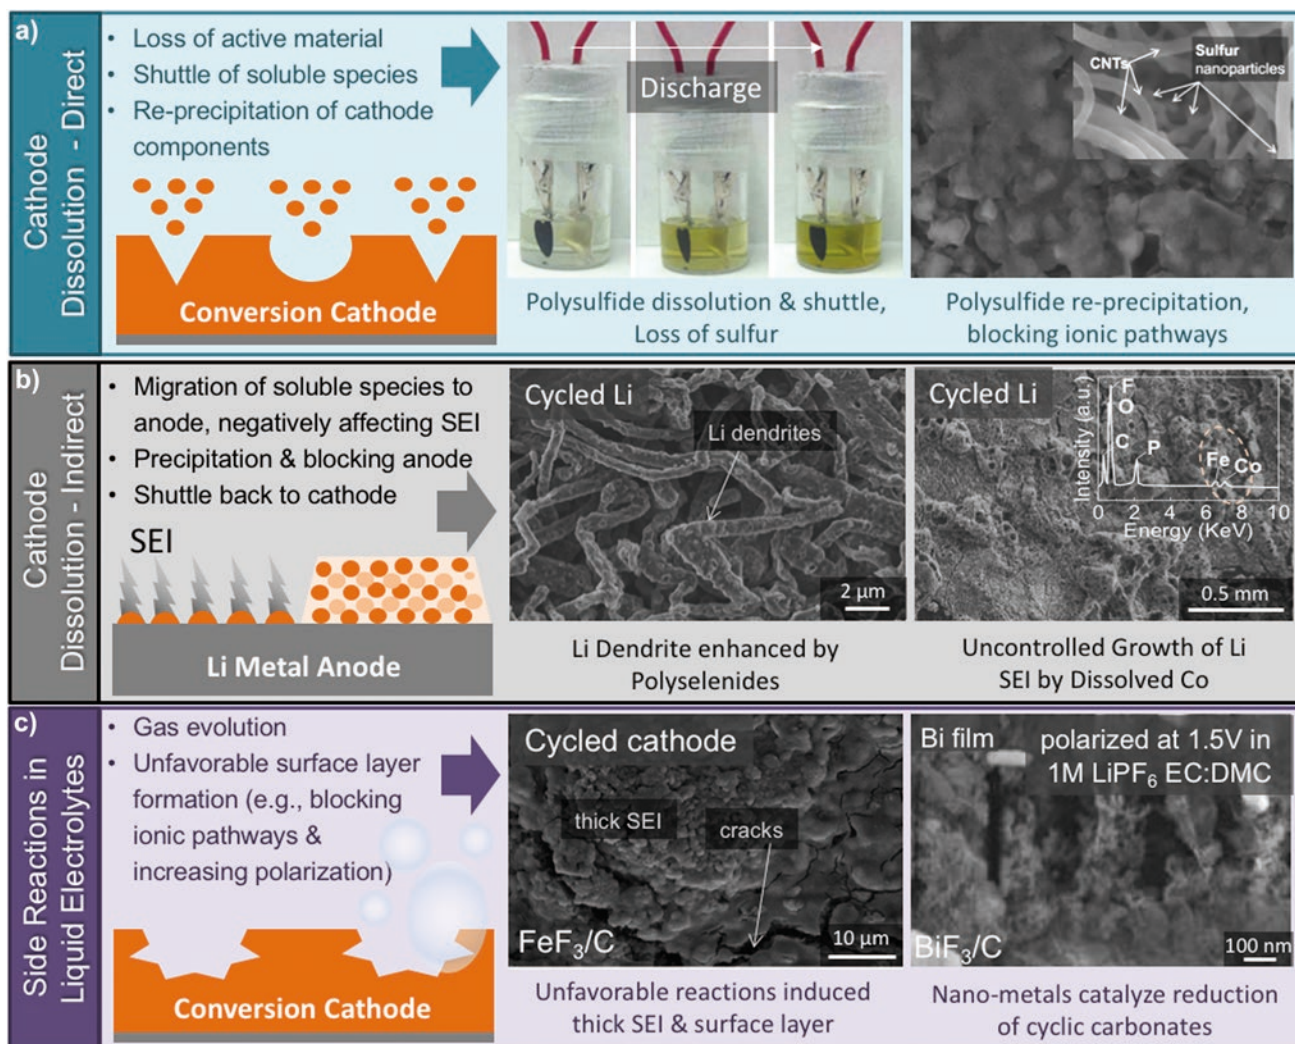 a)
Cathode
Dissolution - Direct
• Loss of active material
• Shuttle of soluble species
• Re-precipitation of cathode
components
Conversion Cathode
Discharge
Polysulfide dissolution & shuttle,
Loss of sulfur
CNTs
Sulfur
nanoparticles
Polysulfide re-precipitation,
blocking ionic pathways
b)
Cathode
Dissolution - Indirect
• Migration of soluble species to
anode, negatively affecting SEI
• Precipitation & blocking anode
• Shuttle back to cathode
SEI
Li Metal Anode
Cycled Li
Li dendrites
2 µm
Li Dendrite enhanced by
Polyselenides
Cycled Li
Intensity (a.u.)
F
O
C
P
Fe
Co
0 2 4 6 8 10
Energy (KeV)
0.5 mm
Uncontrolled Growth of Li
SEI by Dissolved Co
c)
Side Reactions in
Liquid Electrolytes
• Gas evolution
• Unfavorable surface layer
formation (e.g., blocking
ionic pathways &
increasing polarization)
Conversion Cathode
Cycled cathode
thick SEI
cracks
FeF₃/C
10 µm
Unfavorable reactions induced
thick SEI & surface layer
Bi film
polarized at 1.5V in
1M LiPF₆ EC:DMC
BiF₃/C
100 nm
Nano-metals catalyze reduction
of cyclic carbonates